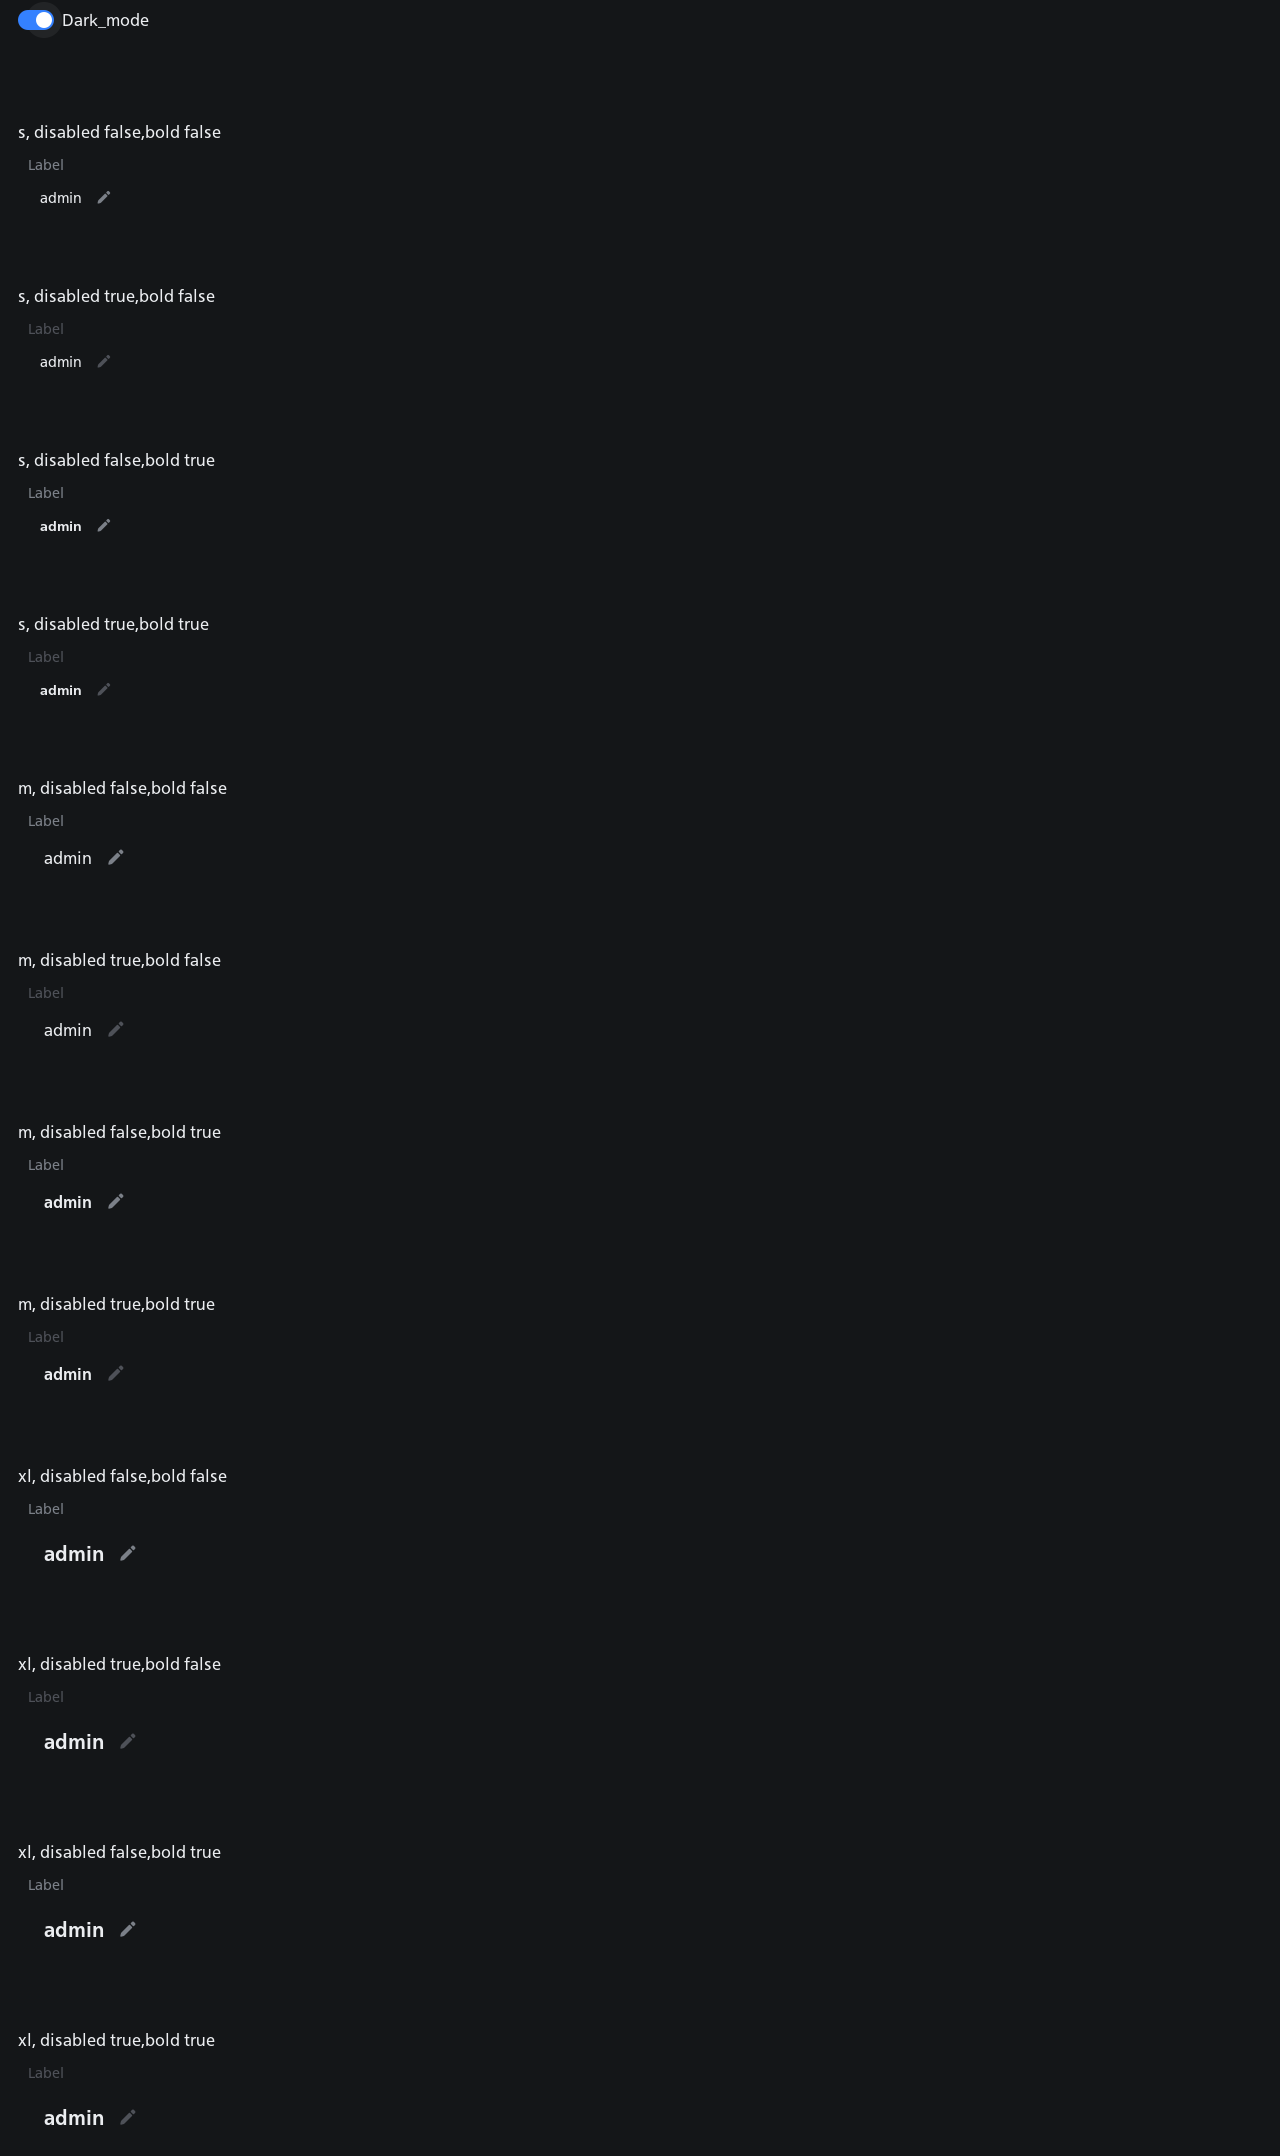 Dark_mode
s, disabled false,bold false
Label
admin
s, disabled true,bold false
Label
admin
s, disabled false,bold true
Label
admin
s, disabled true,bold true
Label
admin
m, disabled false,bold false
Label
admin
m, disabled true,bold false
Label
admin
m, disabled false,bold true
Label
admin
m, disabled true,bold true
Label
admin
xl, disabled false,bold false
Label
admin
xl, disabled true,bold false
Label
admin
xl, disabled false,bold true
Label
admin
xl, disabled true,bold true
Label
admin